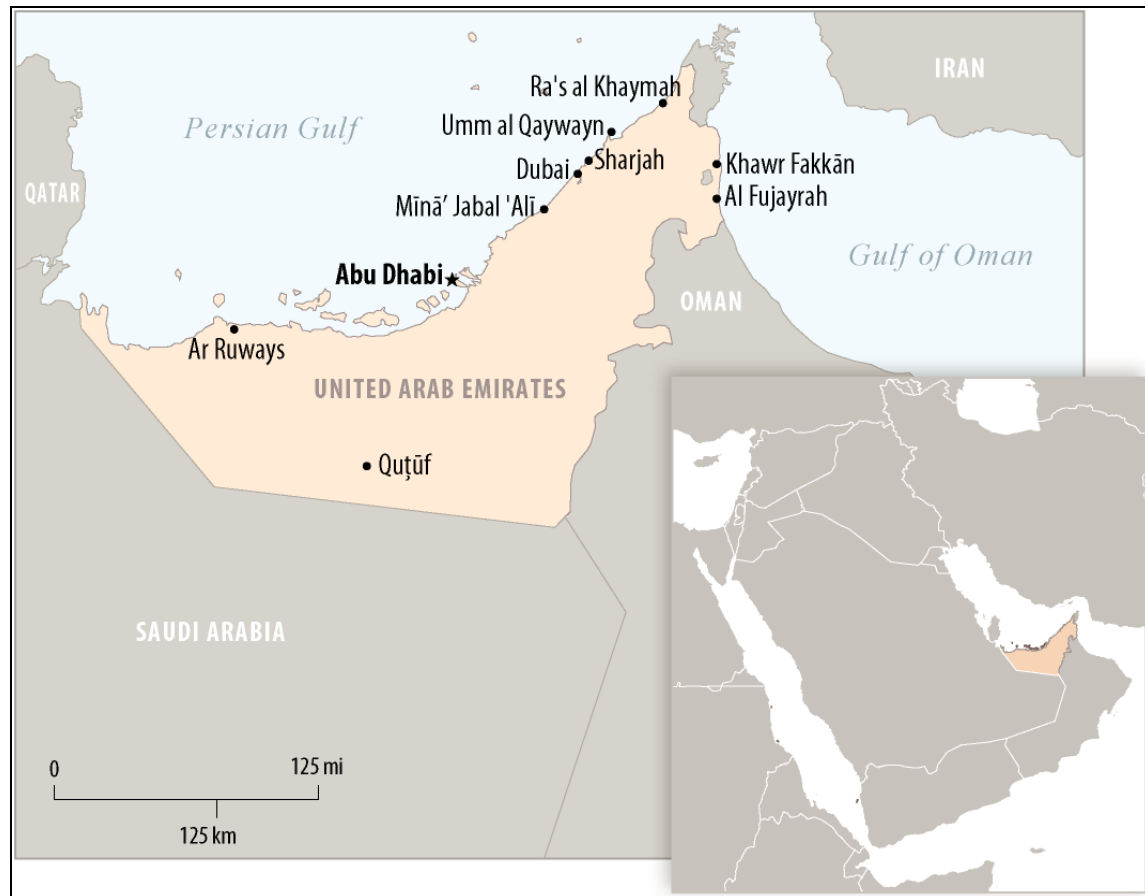 IRAN
Ra's al Khaymah
Persian Gulf
Umm al Qaywayn
Sharjah
Khawr Fakkān
Dubai
QATAR
Al Fujayrah
Mīnā’ Jabal 'Alī
Gulf of Oman
Abu Dhabi
OMAN
Ar Ruways
UNITED ARAB EMIRATES
Quţūf
SAUDI ARABIA
0
125 mi
125 km